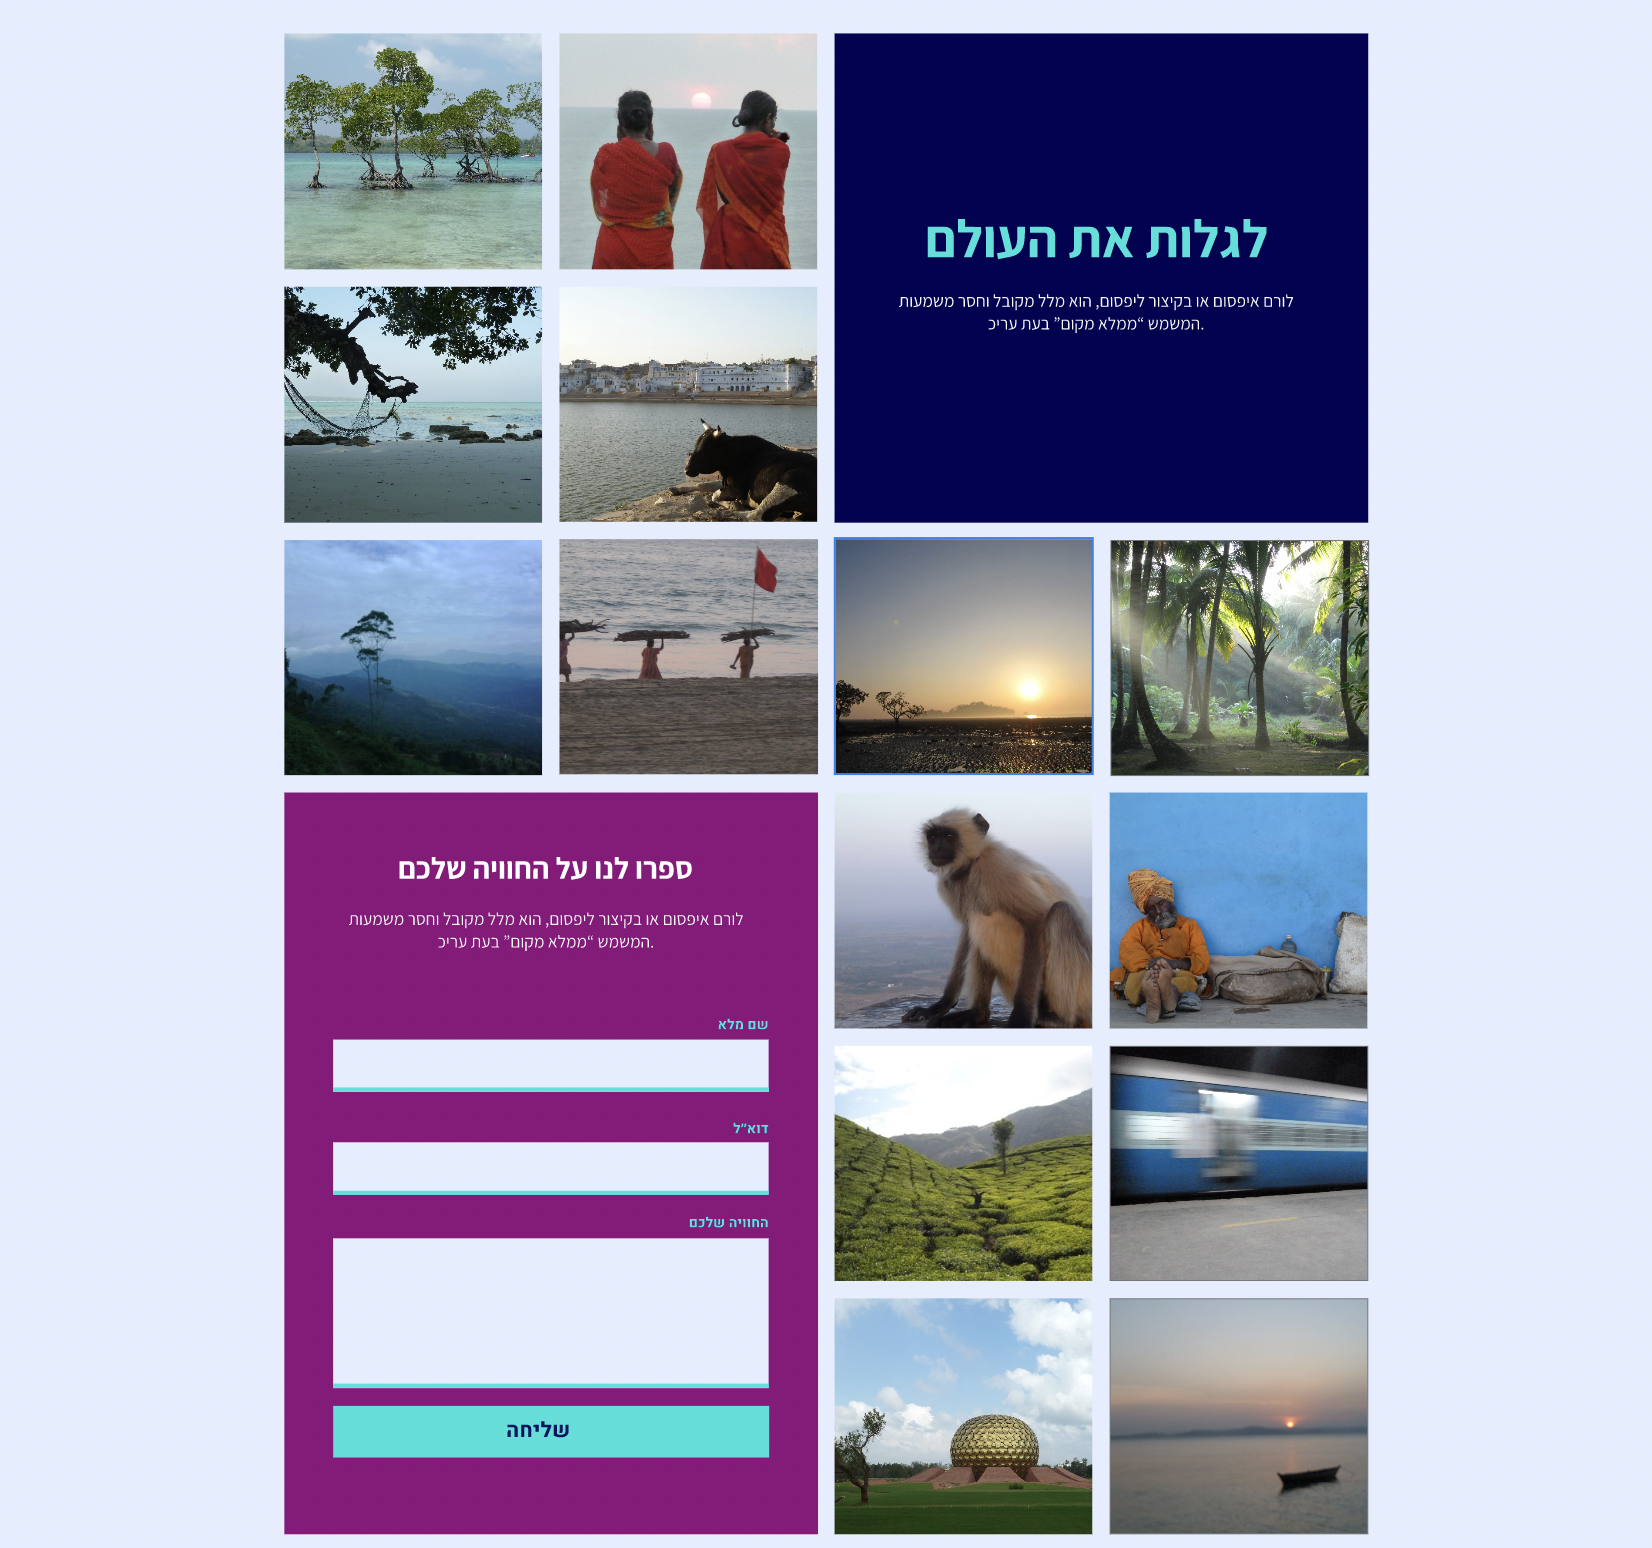 לגלות את העולם
לורם איפסום או בקיצור ליפסום, הוא מלל מקובל וחסר משמעות
המשמש “ממלא מקום” בעת עריכ.
ספרו לנו על החוויה שלכם
לורם איפסום או בקיצור ליפסום, הוא מלל מקובל וחסר משמעות
המשמש “ממלא מקום” בעת עריכ.
שם מלא
דוא״ל
החוויה שלכם
שליחה